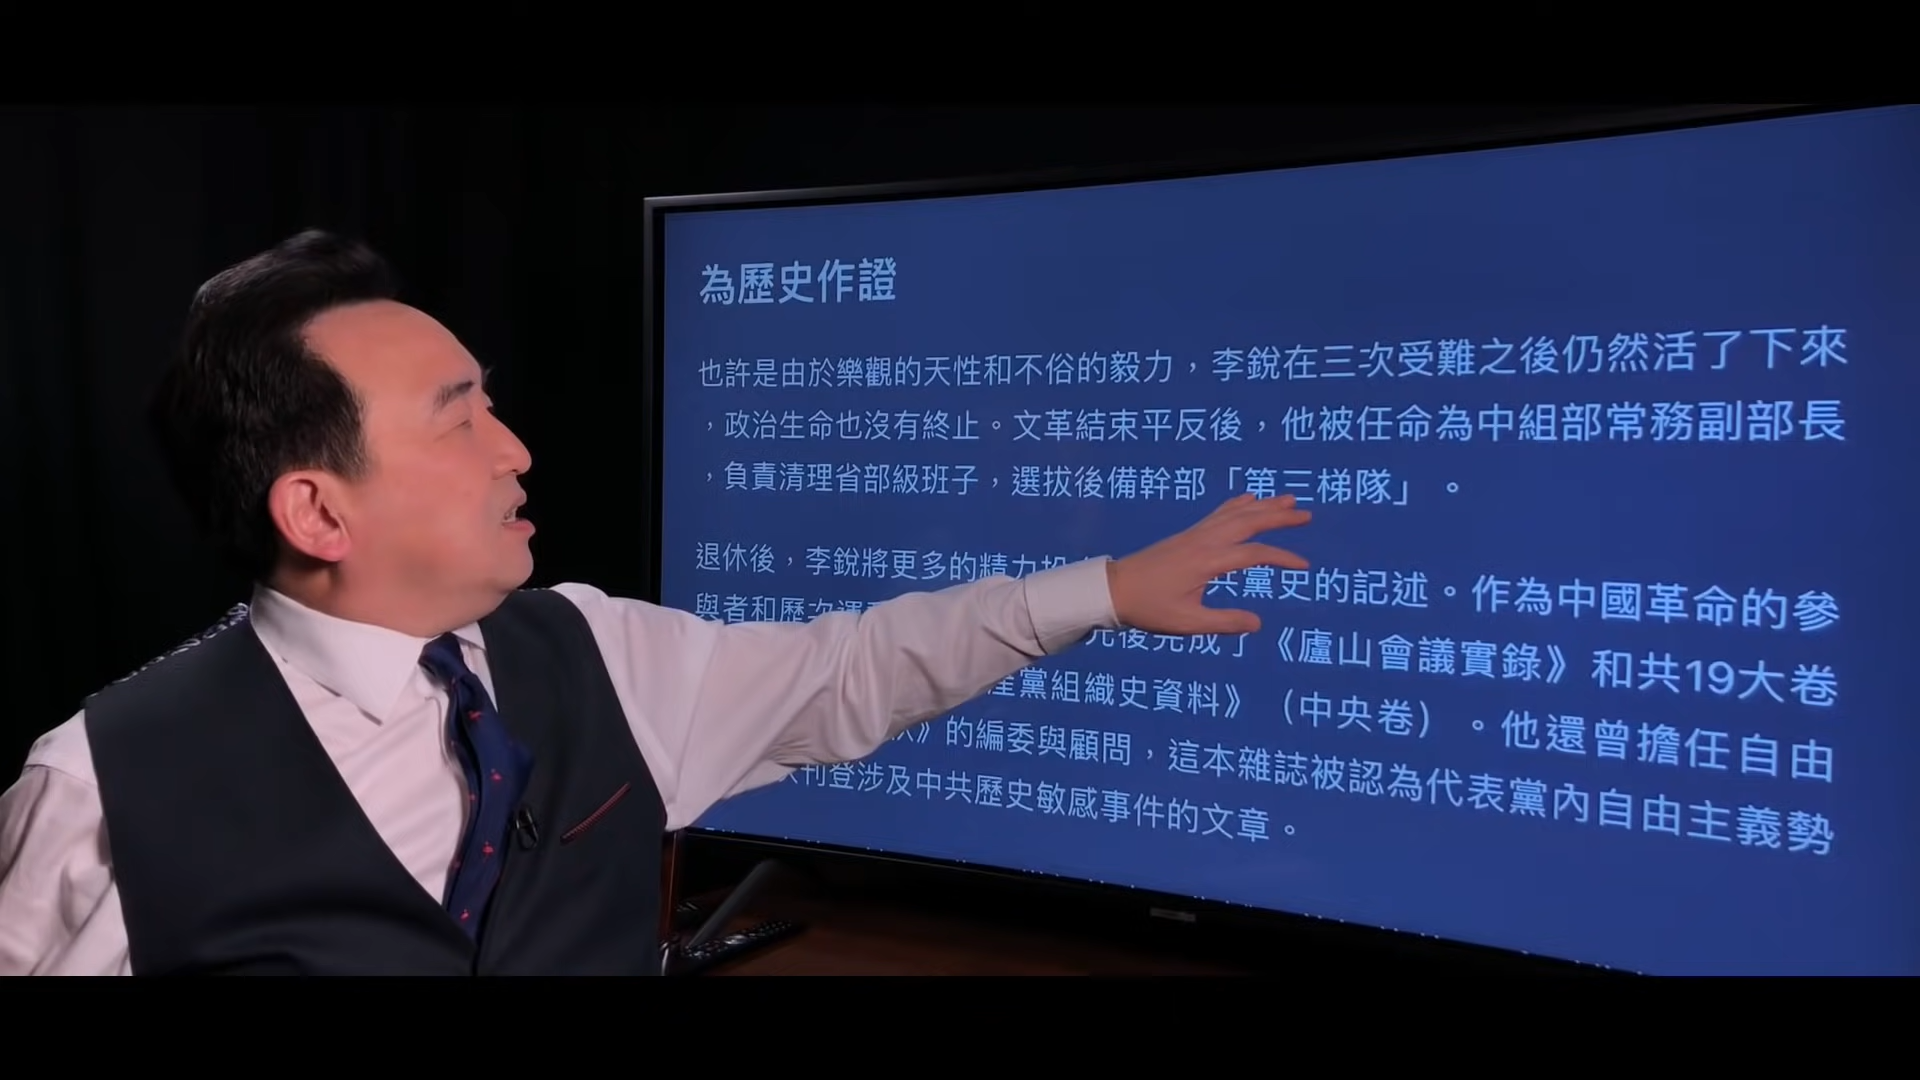 為歷史作證
也許是由於樂觀的天性和不俗的毅力，李銳在三次受難之後仍然活了下來
，政治生命也沒有終止。文革結束平反後，他被任命為中組部常務副部長
，負責清理省部級班子，選拔後備幹部「第三梯隊」。
退休後，李銳將更多的精力 共黨史的記述。作為中國革命的參
與者和歷次 先後完成了《廬山會議實錄》和共19大卷
產黨組織史資料》（中央卷）。他還曾擔任自由
》的編委與顧問，這本雜誌被認為代表黨內自由主義勢
刊登涉及中共歷史敏感事件的文章。